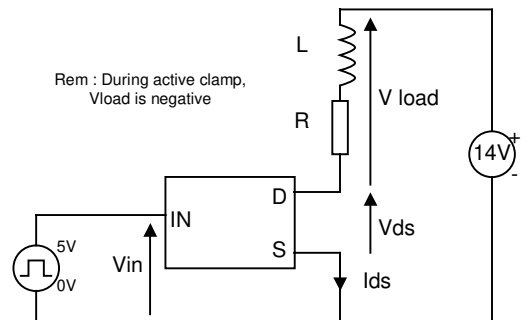 L
Rem : During active clamp,
Vload is negative
V load
R
14V
+
-
D
IN
Vds
S
5V
0V
Vin
Ids